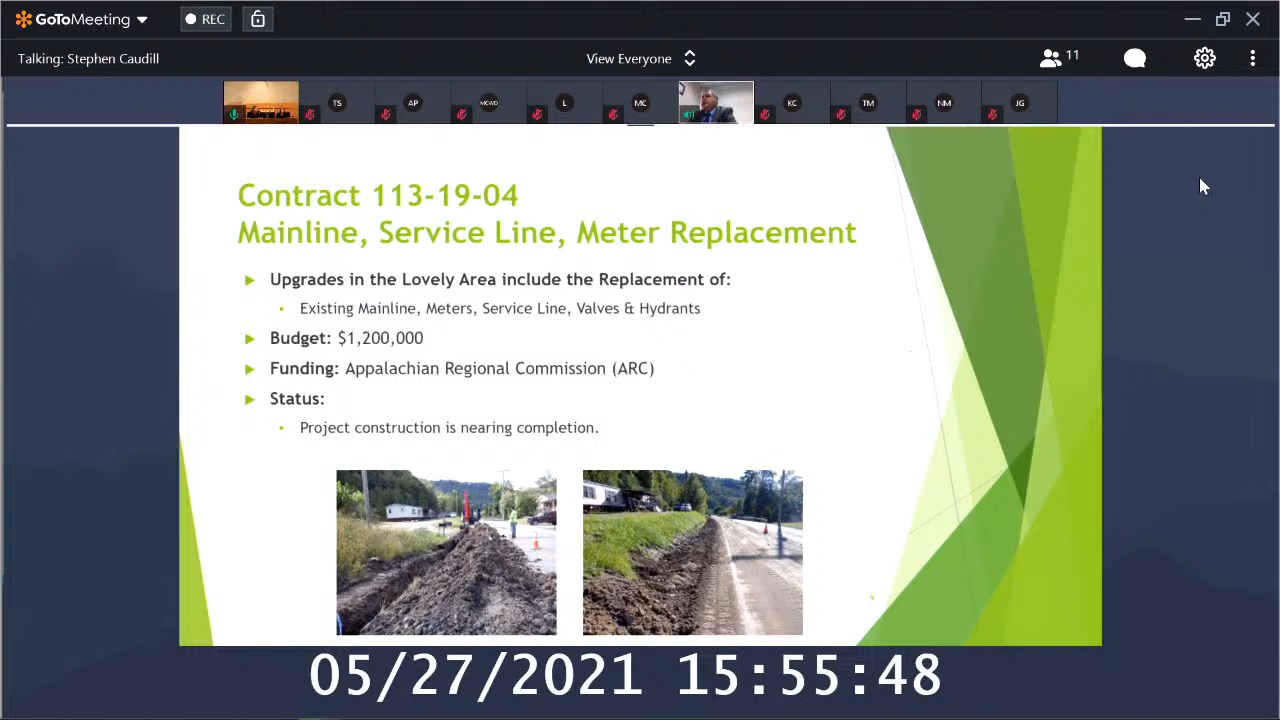 GoToMeeting
REC
Talking: Stephen Caudill
View Everyone
11
TS
AP
MCWD
L
MC
KC
TM
NM
JG
Contract 113-19-04
Mainline, Service Line, Meter Replacement
Upgrades in the Lovely Area include the Replacement of:
Existing Mainline, Meters, Service Line, Valves & Hydrants
Budget: $1,200,000
Funding: Appalachian Regional Commission (ARC)
Status:
Project construction is nearing completion.
9
05/27/2021 15:55:48